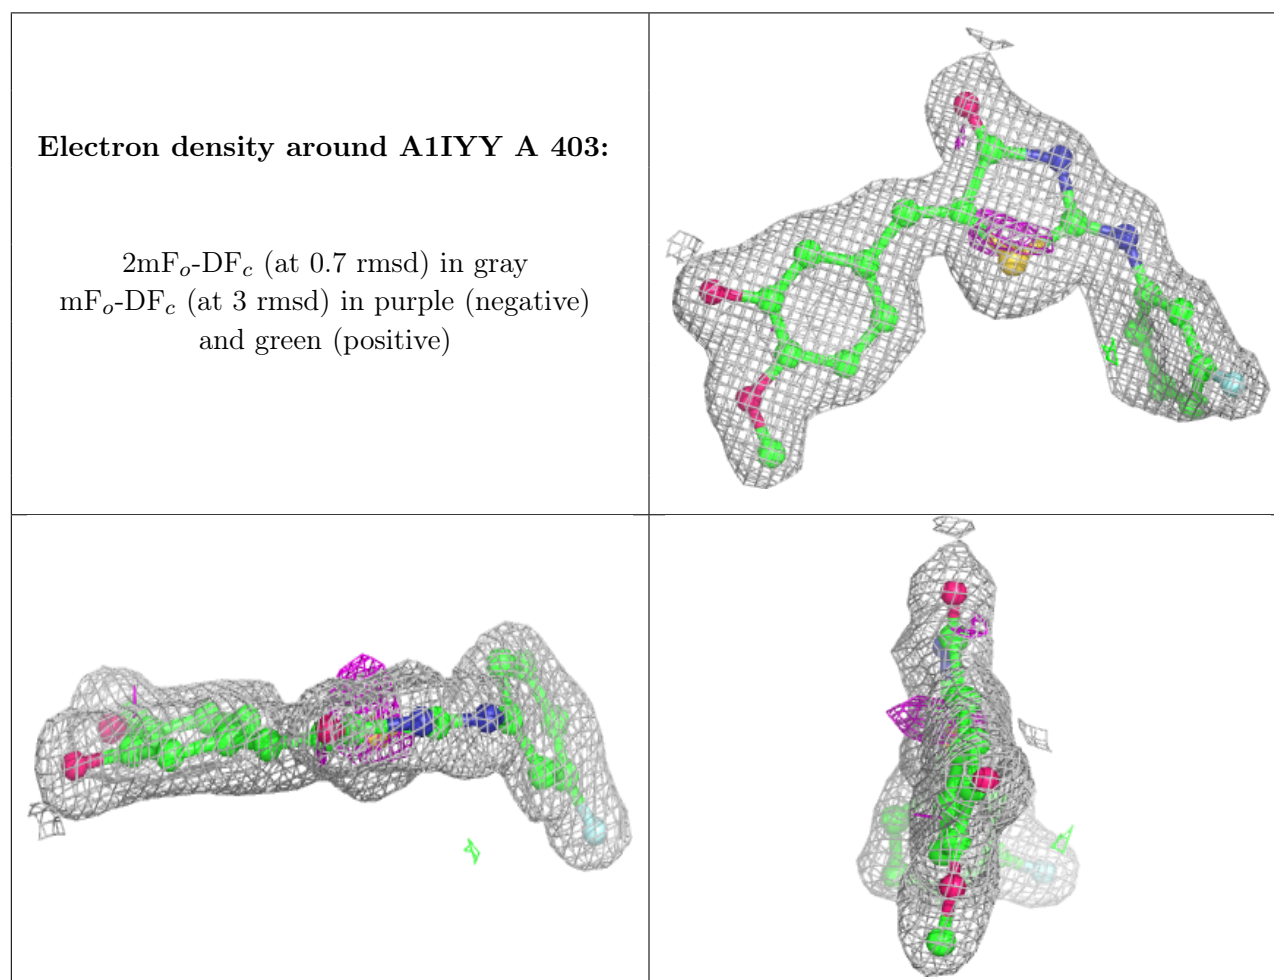 Electron density around A1IYY A 403:
2mFo-DFc (at 0.7 rmsd) in gray
mFo-DFc (at 3 rmsd) in purple (negative)
and green (positive)